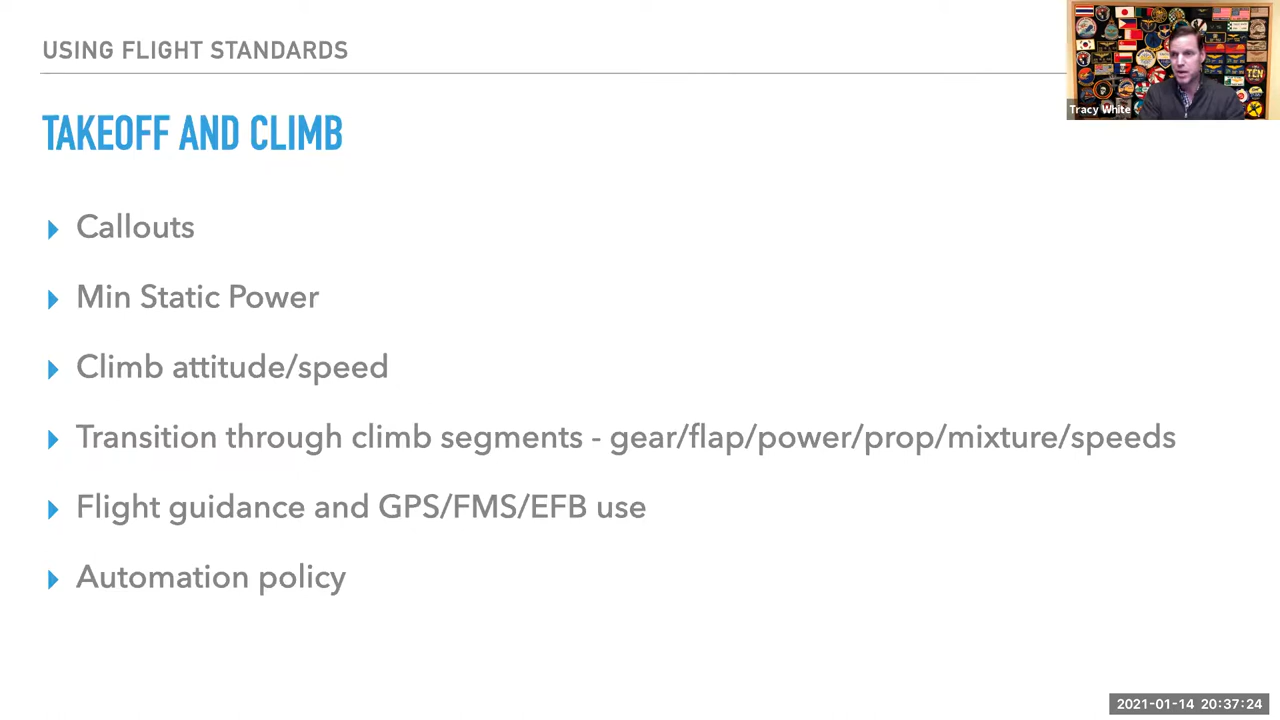 USING FLIGHT STANDARDS
TAKEOFF AND CLIMB
Callouts
Min Static Power
Climb attitude/speed
Transition through climb segments - gear/flap/power/prop/mixture/speeds
Flight guidance and GPS/FMS/EFB use
Automation policy
TEN
Tracy White
2021-01-14 20:37:24